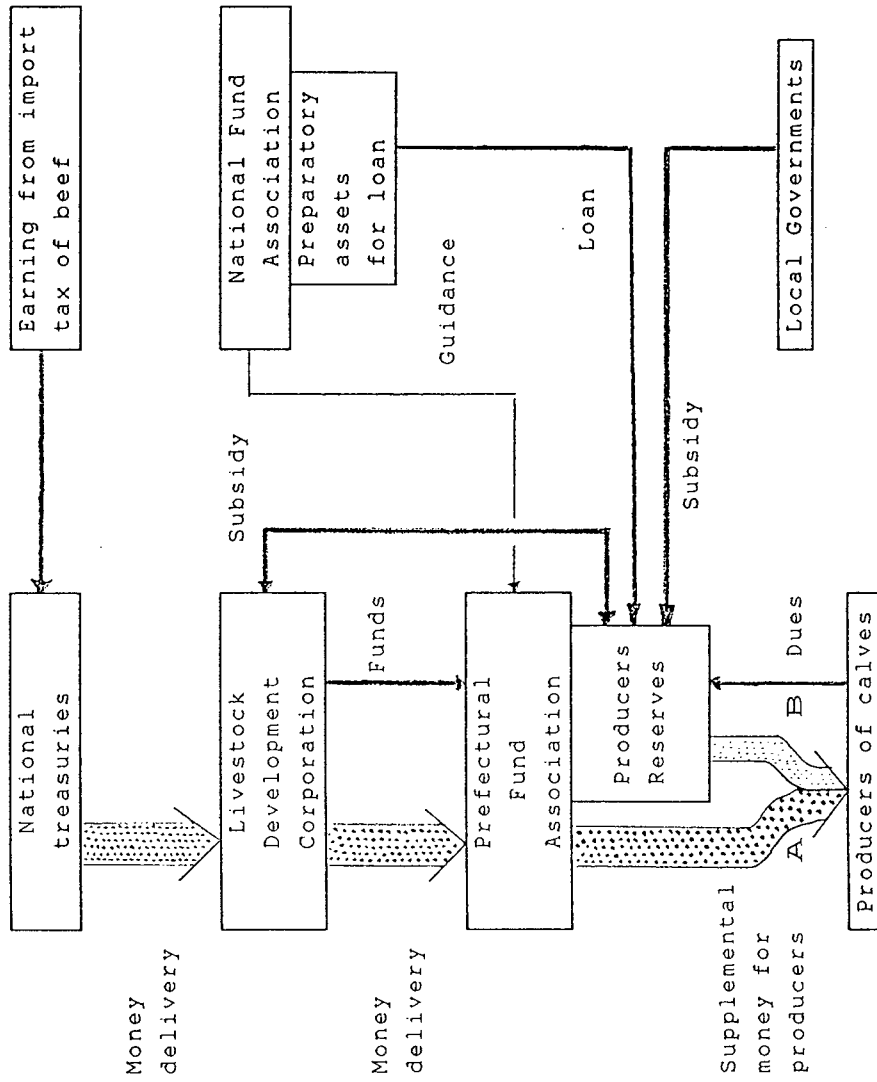 Earning from import
tax of beef
National
treasuries
Money
delivery
National Fund
Association
Preparatory
assets
for loan
Subsidy
Guidance
Livestock
Development
Corporation
Funds
Loan
Money
delivery
Prefectural
Fund
Association
Producers
Reserves
Subsidy
Local Governments
Supplemental
money for
producers
A
B
Dues
Producers of calves